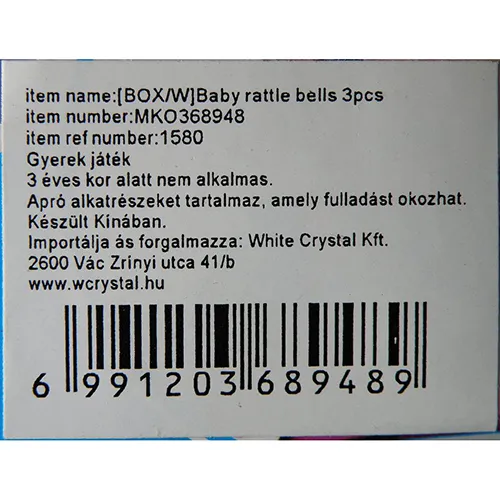 item name:[BOX/W]Baby rattle bells 3pcs
item number:MKO368948
item ref number:1580
Gyerek játék
3 éves kor alatt nem alkalmas.
Apró alkatrészeket tartalmaz, amely fulladást okozhat.
Készült Kínában.
Importálja ás forgalmazza: White Crystal Kft.
2600 Vác Zrínyi utca 41/b
www.wcrystal.hu
6 991203 689489